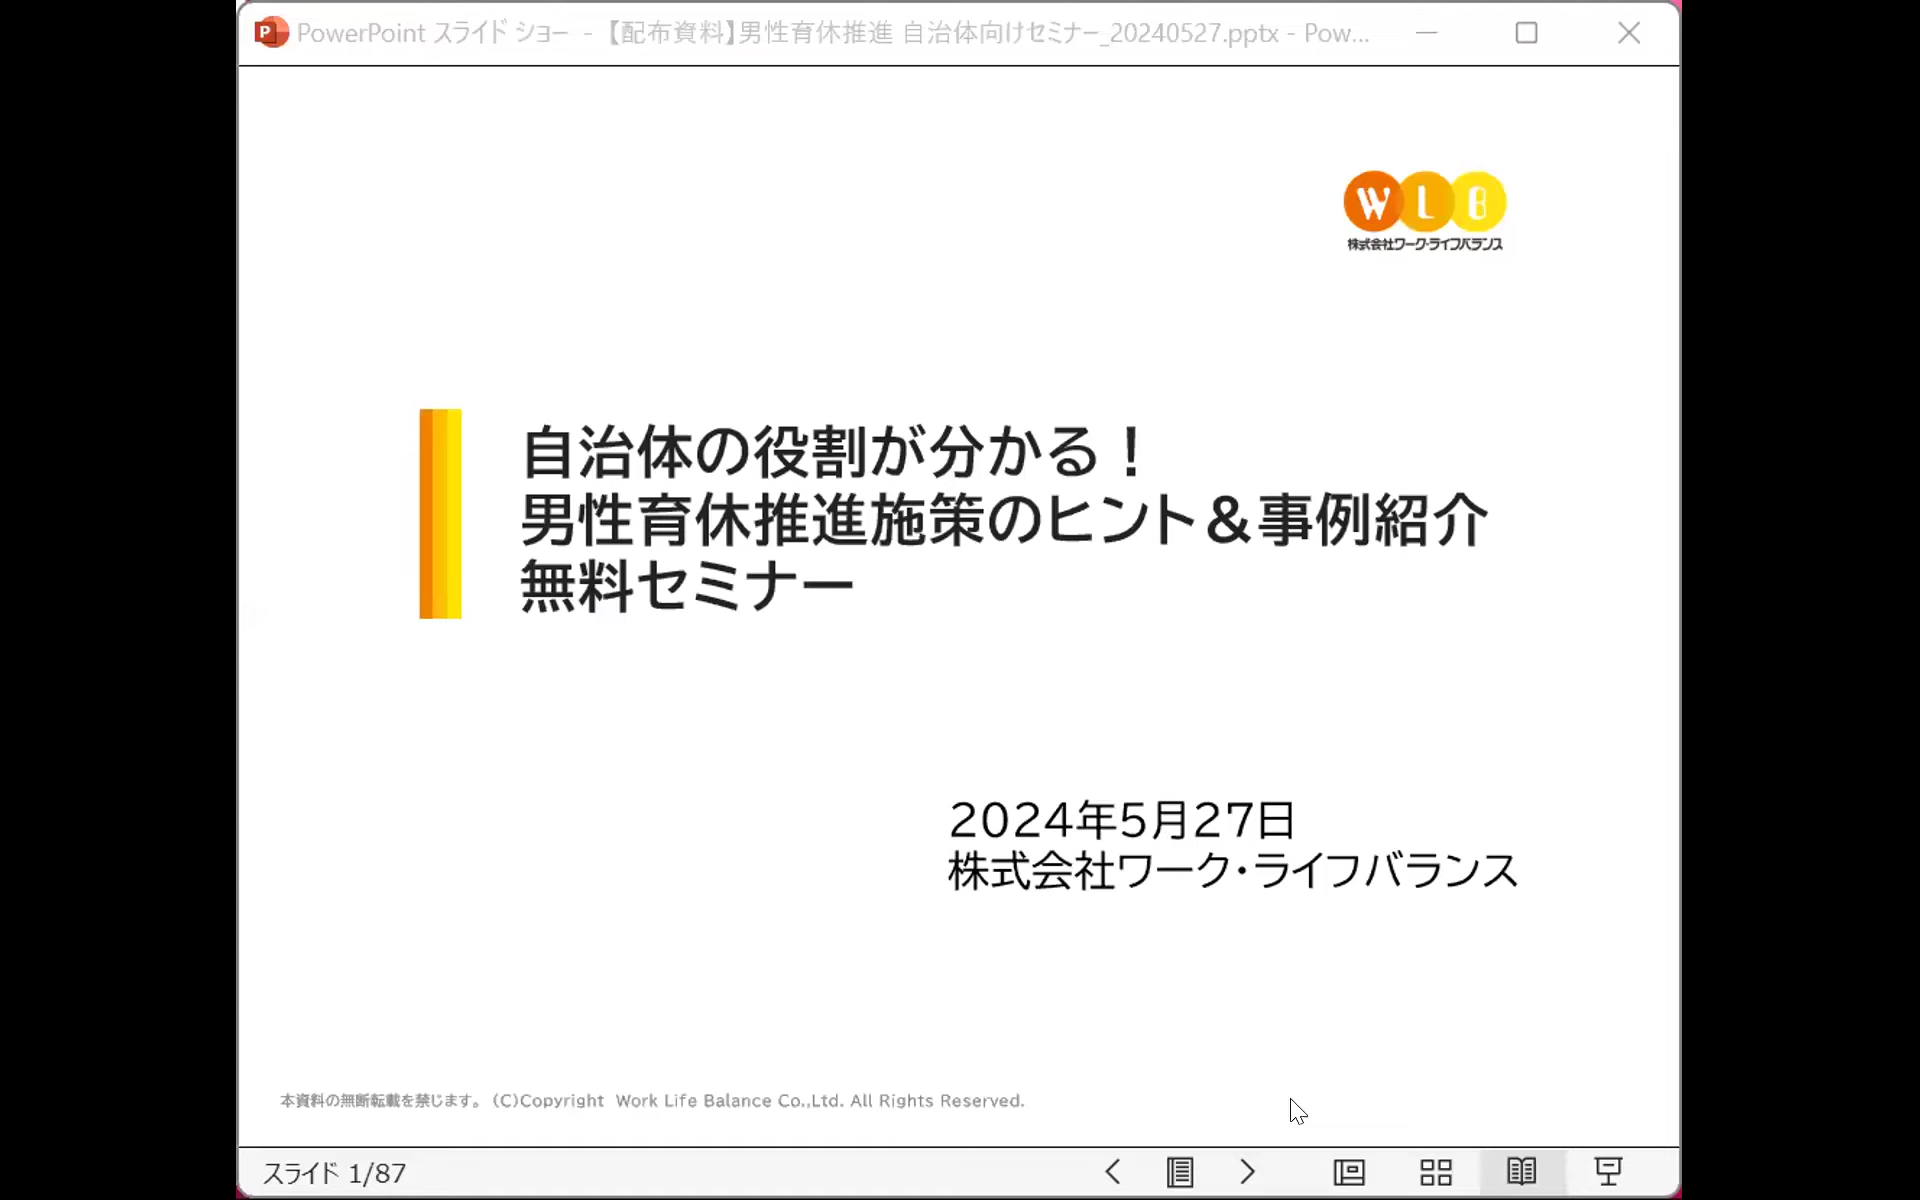 PowerPoint スライド ショー - 【配布資料】男性育休推進 自治体向けセミナー_20240527.pptx - Pow...
W L B
株式会社ワーク・ライフバランス
自治体の役割が分かる！
男性育休推進施策のヒント＆事例紹介
無料セミナー
2024年5月27日
株式会社ワーク・ライフバランス
本資料の無断転載を禁じます。(C)Copyright Work Life Balance Co.,Ltd. All Rights Reserved.
スライド 1/87